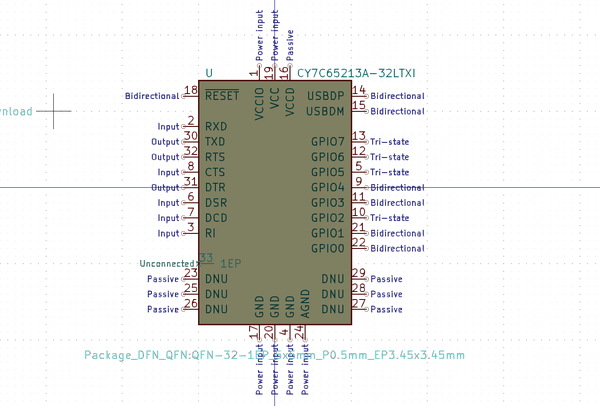 Power input
Power input
Passive
1
19
16
U
CY7C65213A-32LTXI
VCCIO
VCC
VCCD
Bidirectional 18 RESET
USBDP 14 Bidirectional
USBDM 15 Bidirectional
nload
Input 2 RXD
Output 30 TXD
GPIO7 13 Tri-state
Output 32 RTS
GPIO6 12 Tri-state
Input 8 CTS
GPIO5 5 Tri-state
Output 31 DTR
GPIO4 9 Bidirectional
Input 6 DSR
GPIO3 11 Bidirectional
Input 7 DCD
GPIO2 10 Tri-state
Input 3 RI
GPIO1 21 Bidirectional
GPIO0 22 Bidirectional
Unconnected 33 1EP
Passive 23 DNU
DNU 29 Passive
Passive 25 DNU
DNU 28 Passive
Passive 26 DNU
DNU 27 Passive
GND
GND
GND
AGND
17
20
4
24
Package_DFN_QFN:QFN-32-1EP_ mm_P0.5mm_EP3.45x3.45mm
Power input
Power input
Power input
Power input